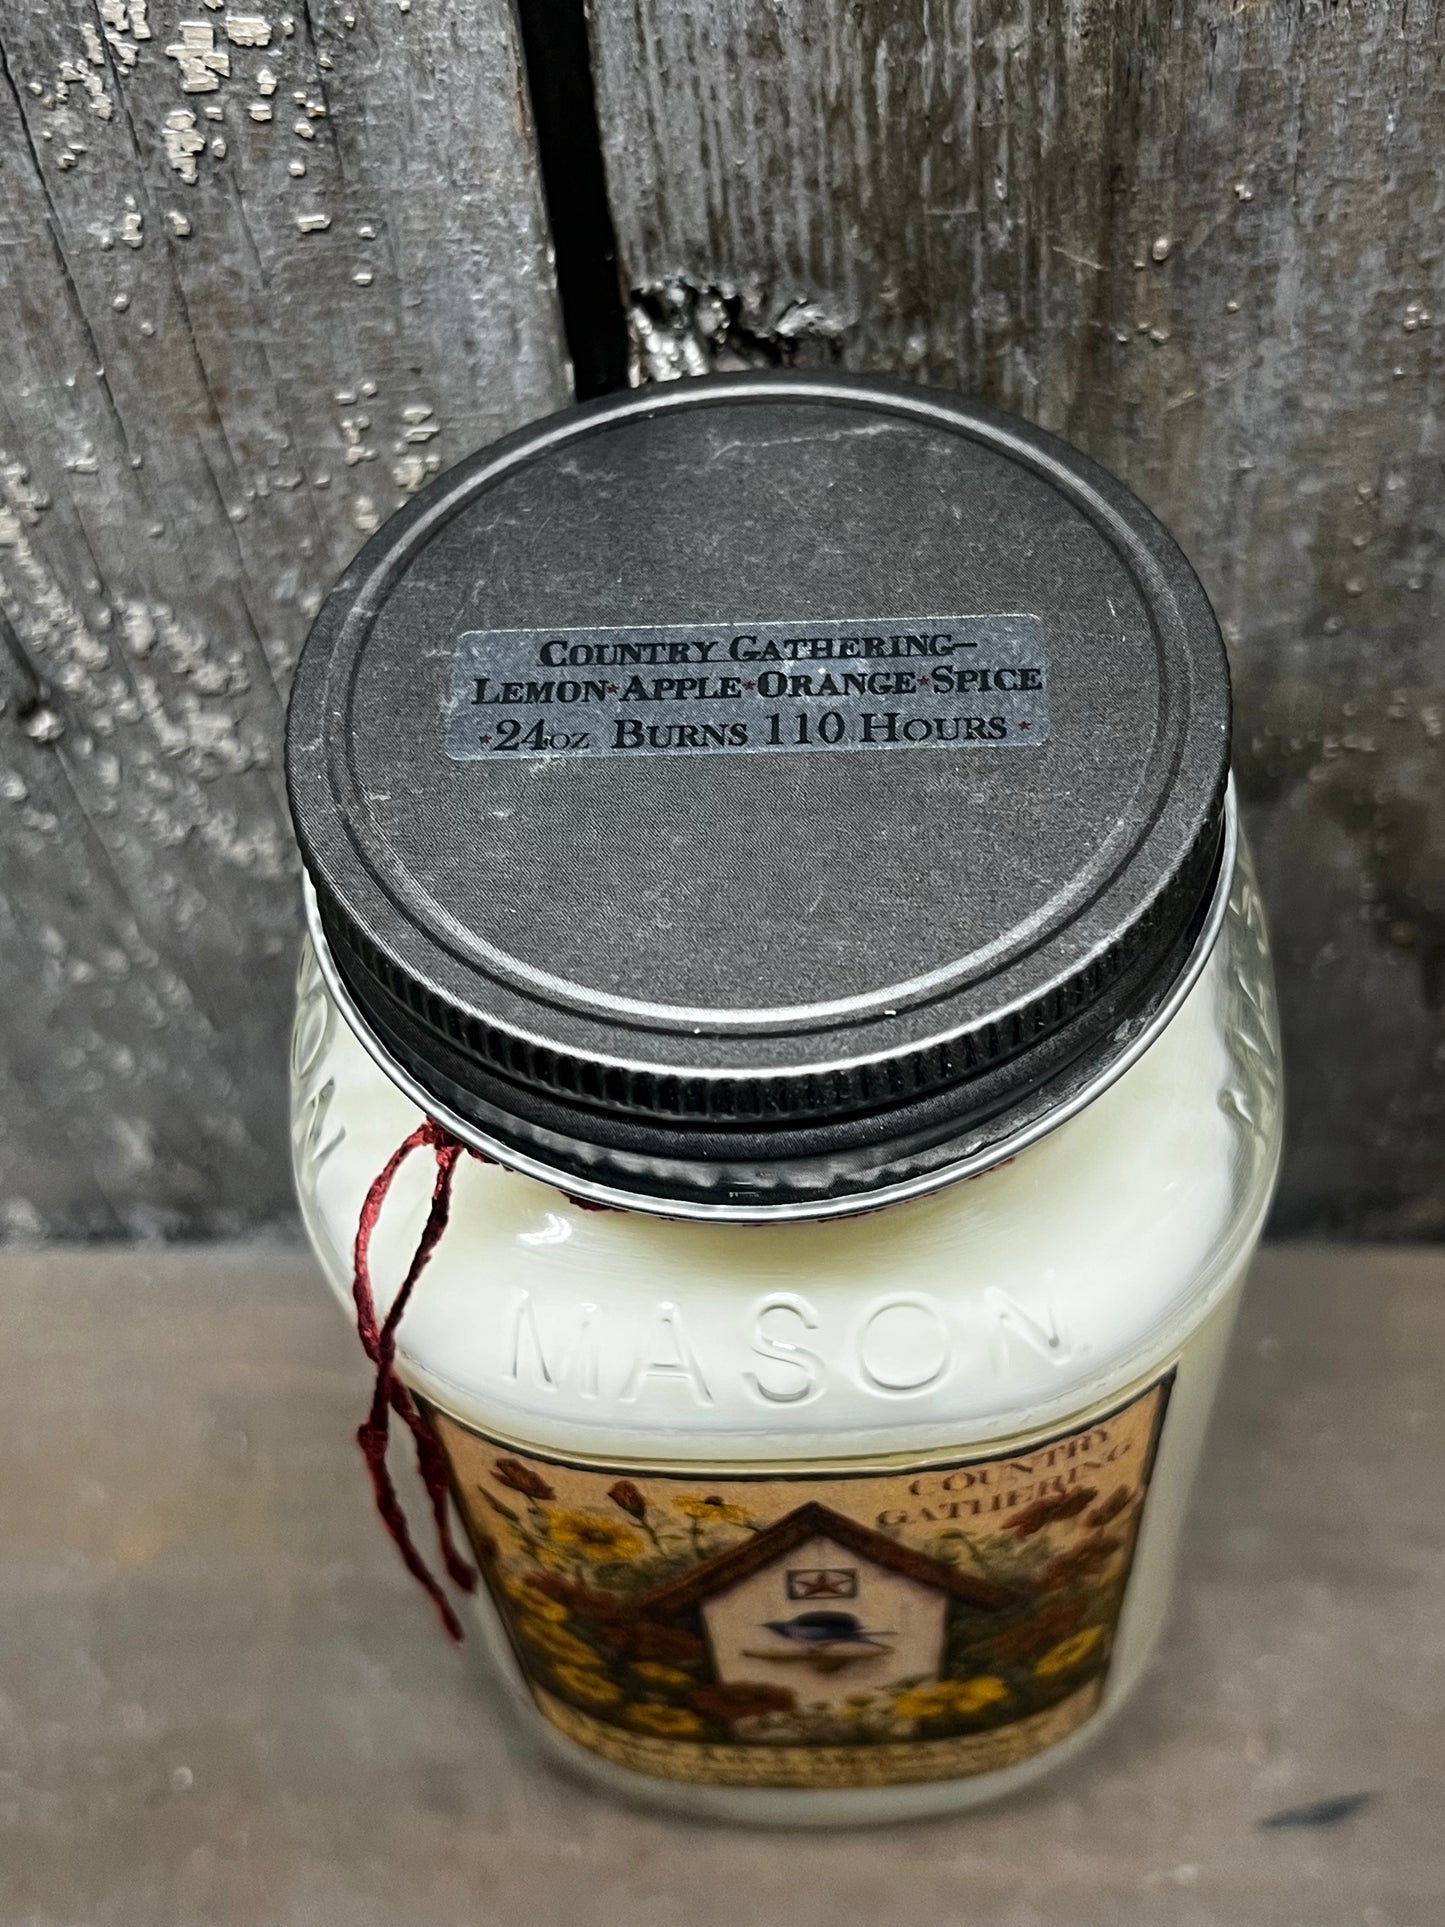 COUNTRY GATHERING–
LEMON*APPLE*ORANGE*SPICE
*24OZ BURNS 110 HOURS*
MASON
COUNTRY
GATHERING